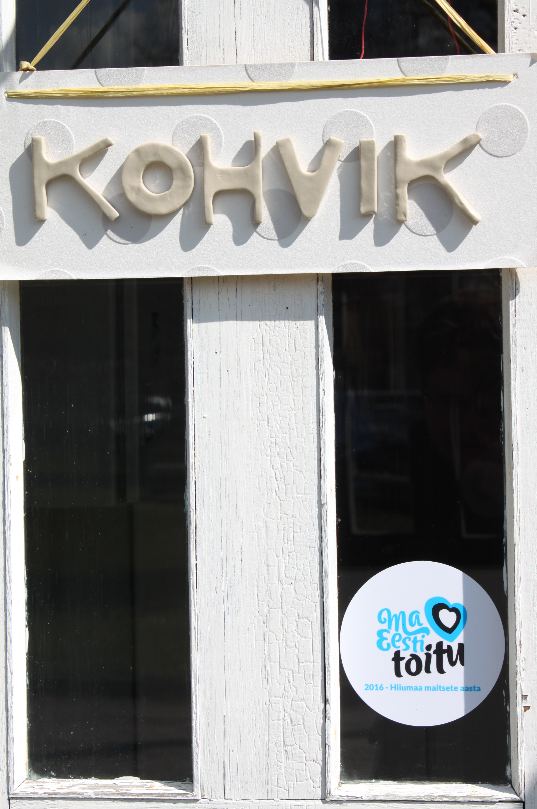 KOHVIK
Ma
Eesti
toitu
2016 - Hiiumaa maitsete aasta